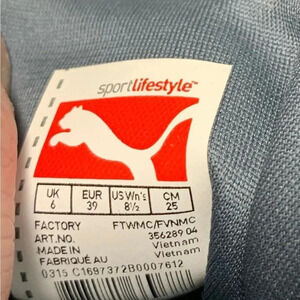 sportlifestyle™
UK EUR US Wn's CM
6 39 8½ 25
FACTORY FTWMC/FVNMC
ART.NO. 356289 04
MADE IN Vietnam
FABRIQUÉ AU Vietnam
0315 C1697372B0007612